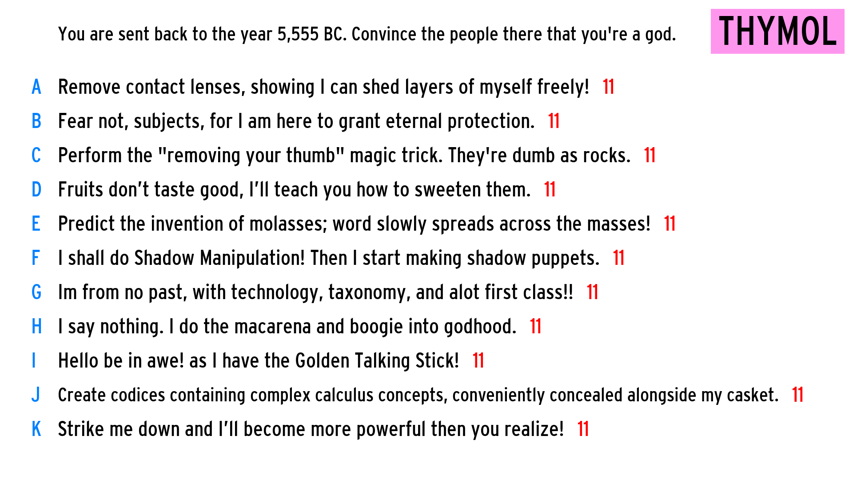 You are sent back to the year 5,555 BC. Convince the people there that you're a god.
THYMOL
A Remove contact lenses, showing I can shed layers of myself freely! 11
B Fear not, subjects, for I am here to grant eternal protection. 11
C Perform the "removing your thumb" magic trick. They're dumb as rocks. 11
D Fruits don’t taste good, I’ll teach you how to sweeten them. 11
E Predict the invention of molasses; word slowly spreads across the masses! 11
F I shall do Shadow Manipulation! Then I start making shadow puppets. 11
G Im from no past, with technology, taxonomy, and alot first class!! 11
H I say nothing. I do the macarena and boogie into godhood. 11
I Hello be in awe! as I have the Golden Talking Stick! 11
J Create codices containing complex calculus concepts, conveniently concealed alongside my casket. 11
K Strike me down and I’ll become more powerful then you realize! 11